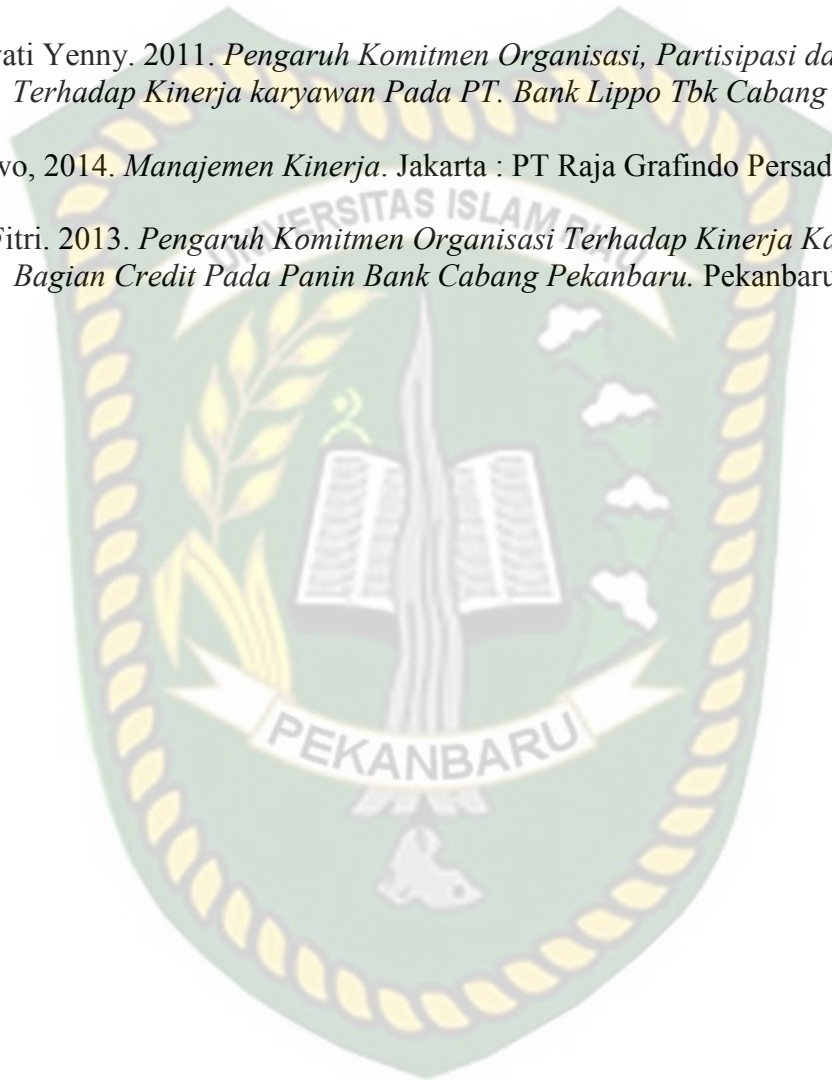 vati Yenny. 2011. Pengaruh Komitmen Organisasi, Partisipasi da
Terhadap Kinerja karyawan Pada PT. Bank Lippo Tbk Cabang
vo, 2014. Manajemen Kinerja. Jakarta : PT Raja Grafindo Persad
Fitri. 2013. Pengaruh Komitmen Organisasi Terhadap Kinerja Ka
Bagian Credit Pada Panin Bank Cabang Pekanbaru. Pekanbaru
UNIVERSITAS ISLAM RIAU
PEKANBARU